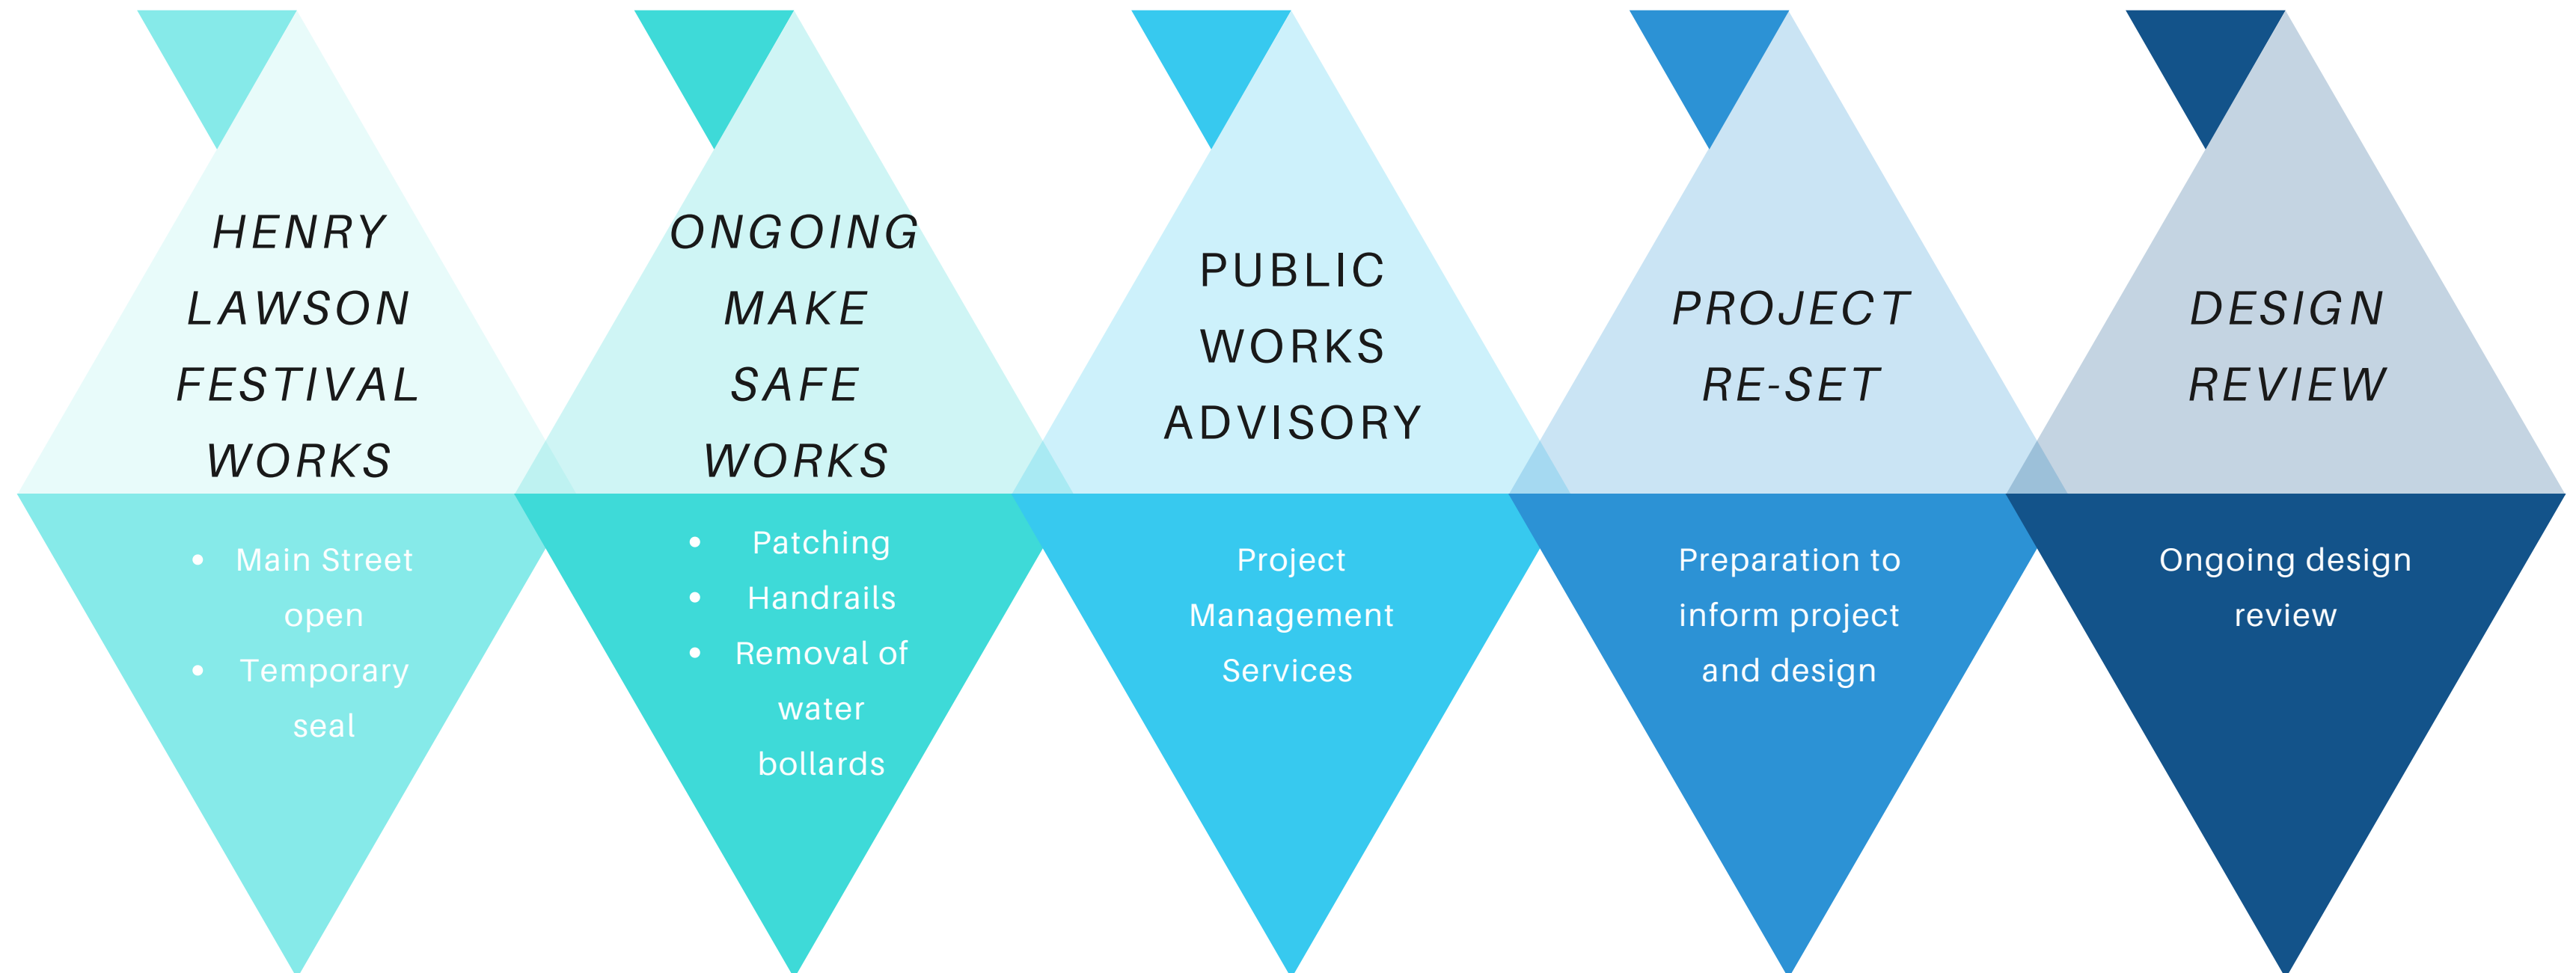 HENRY
LAWSON
FESTIVAL
WORKS
• Main Street
open
• Temporary
seal
ONGOING
MAKE
SAFE
WORKS
• Patching
• Handrails
• Removal of
water
bollards
PUBLIC
WORKS
ADVISORY
Project
Management
Services
PROJECT
RE-SET
Preparation to
inform project
and design
DESIGN
REVIEW
Ongoing design
review